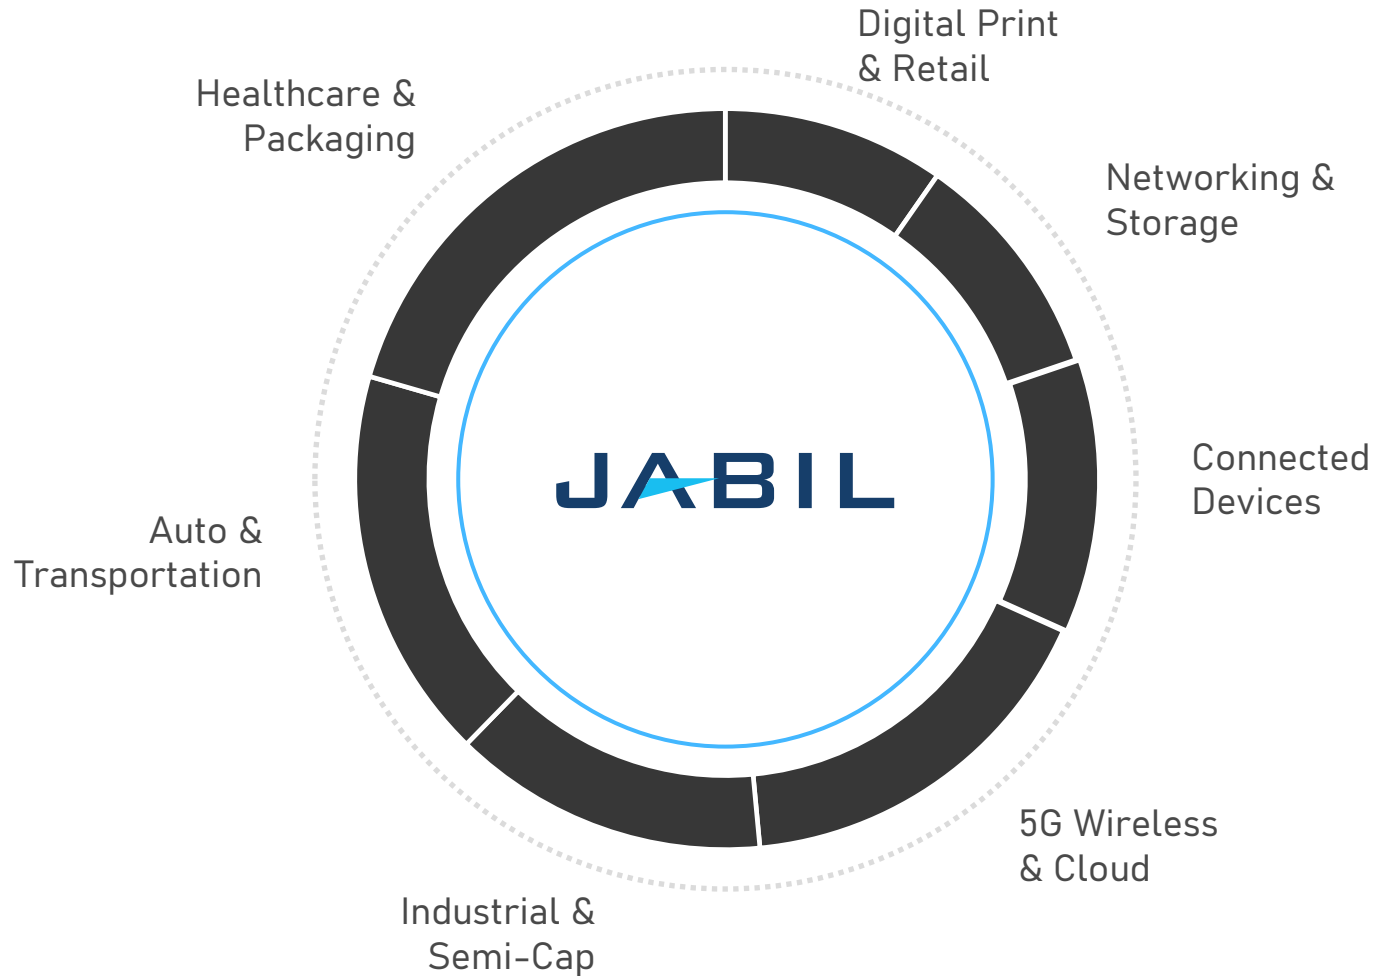 Digital Print
& Retail
Healthcare &
Packaging
Networking &
Storage
Connected
Devices
JABIL
Auto &
Transportation
5G Wireless
& Cloud
Industrial &
Semi-Cap